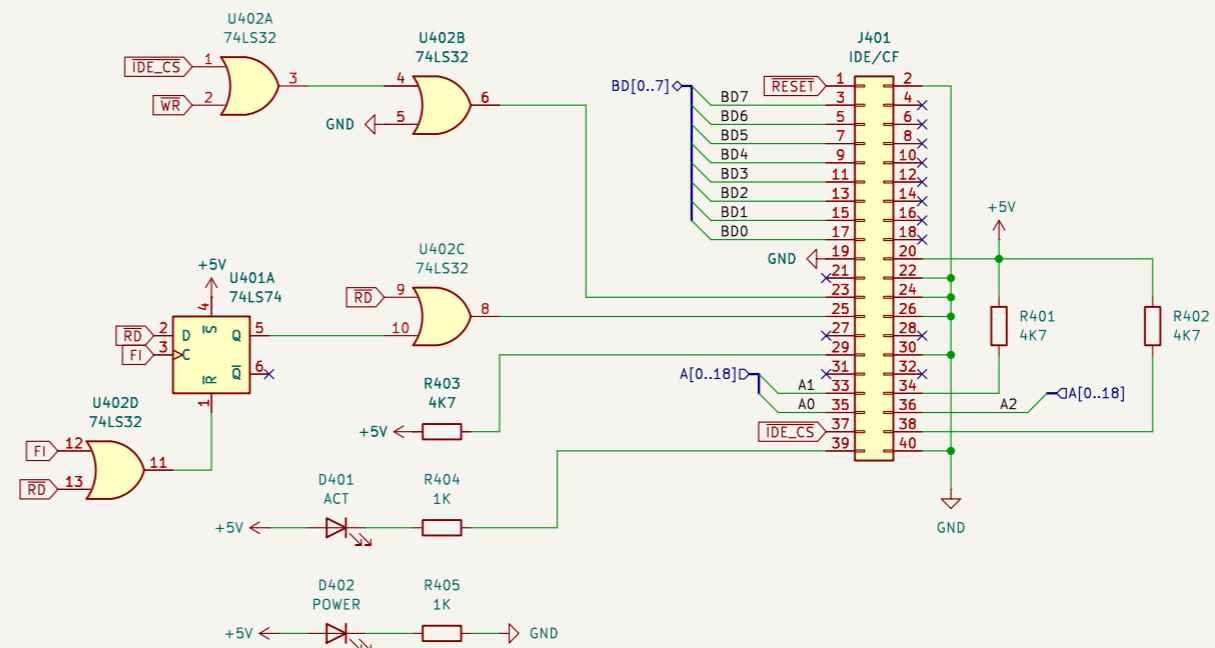 U402A
74LS32
IDE_CS
1
WR
2
3
U402B
74LS32
4
5
6
GND
J401
IDE/CF
BD[0..7]
RESET
BD7
BD6
BD5
BD4
BD3
BD2
BD1
BD0
GND
1
2
3
4
5
6
7
8
9
10
11
12
13
14
15
16
17
18
19
20
21
22
23
24
25
26
27
28
29
30
31
32
33
34
35
36
37
38
39
40
+5V
R401
4K7
R402
4K7
U402C
74LS32
RD
9
10
8
+5V
U401A
74LS74
4
RD
2
D
S
Q
5
FI
3
C
R
Q
6
1
A[0..18]
A1
A0
A2
A[0..18]
IDE_CS
R403
4K7
+5V
U402D
74LS32
FI
12
RD
13
11
D401
ACT
R404
1K
+5V
GND
D402
POWER
R405
1K
+5V
GND